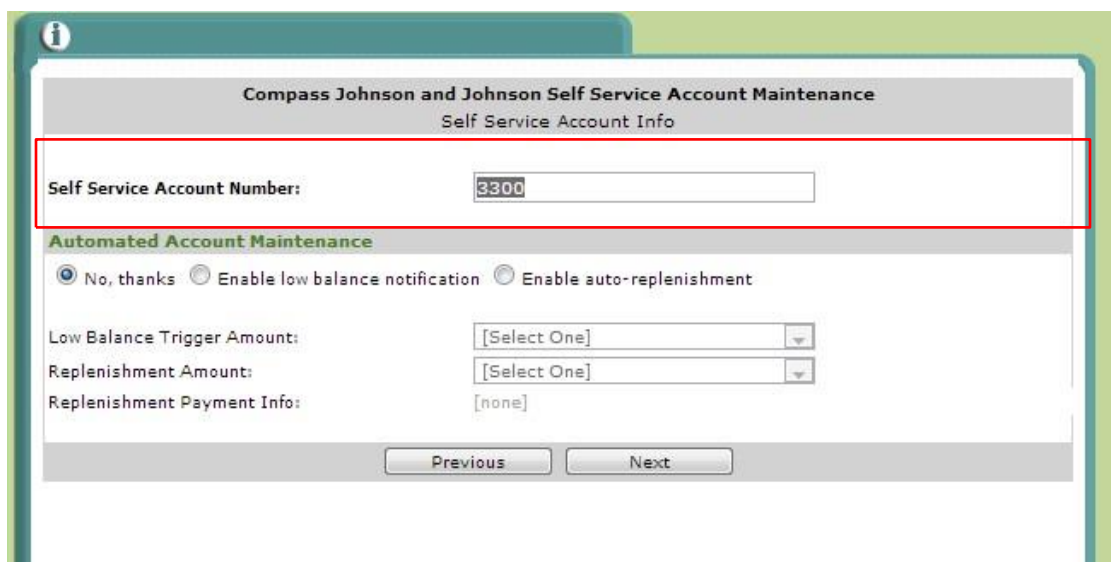 Compass Johnson and Johnson Self Service Account Maintenance
Self Service Account Info
Self Service Account Number: 3300
Automated Account Maintenance
No, thanks Enable low balance notification Enable auto-replenishment
Low Balance Trigger Amount: [Select One]
Replenishment Amount: [Select One]
Replenishment Payment Info: [none]
Previous Next